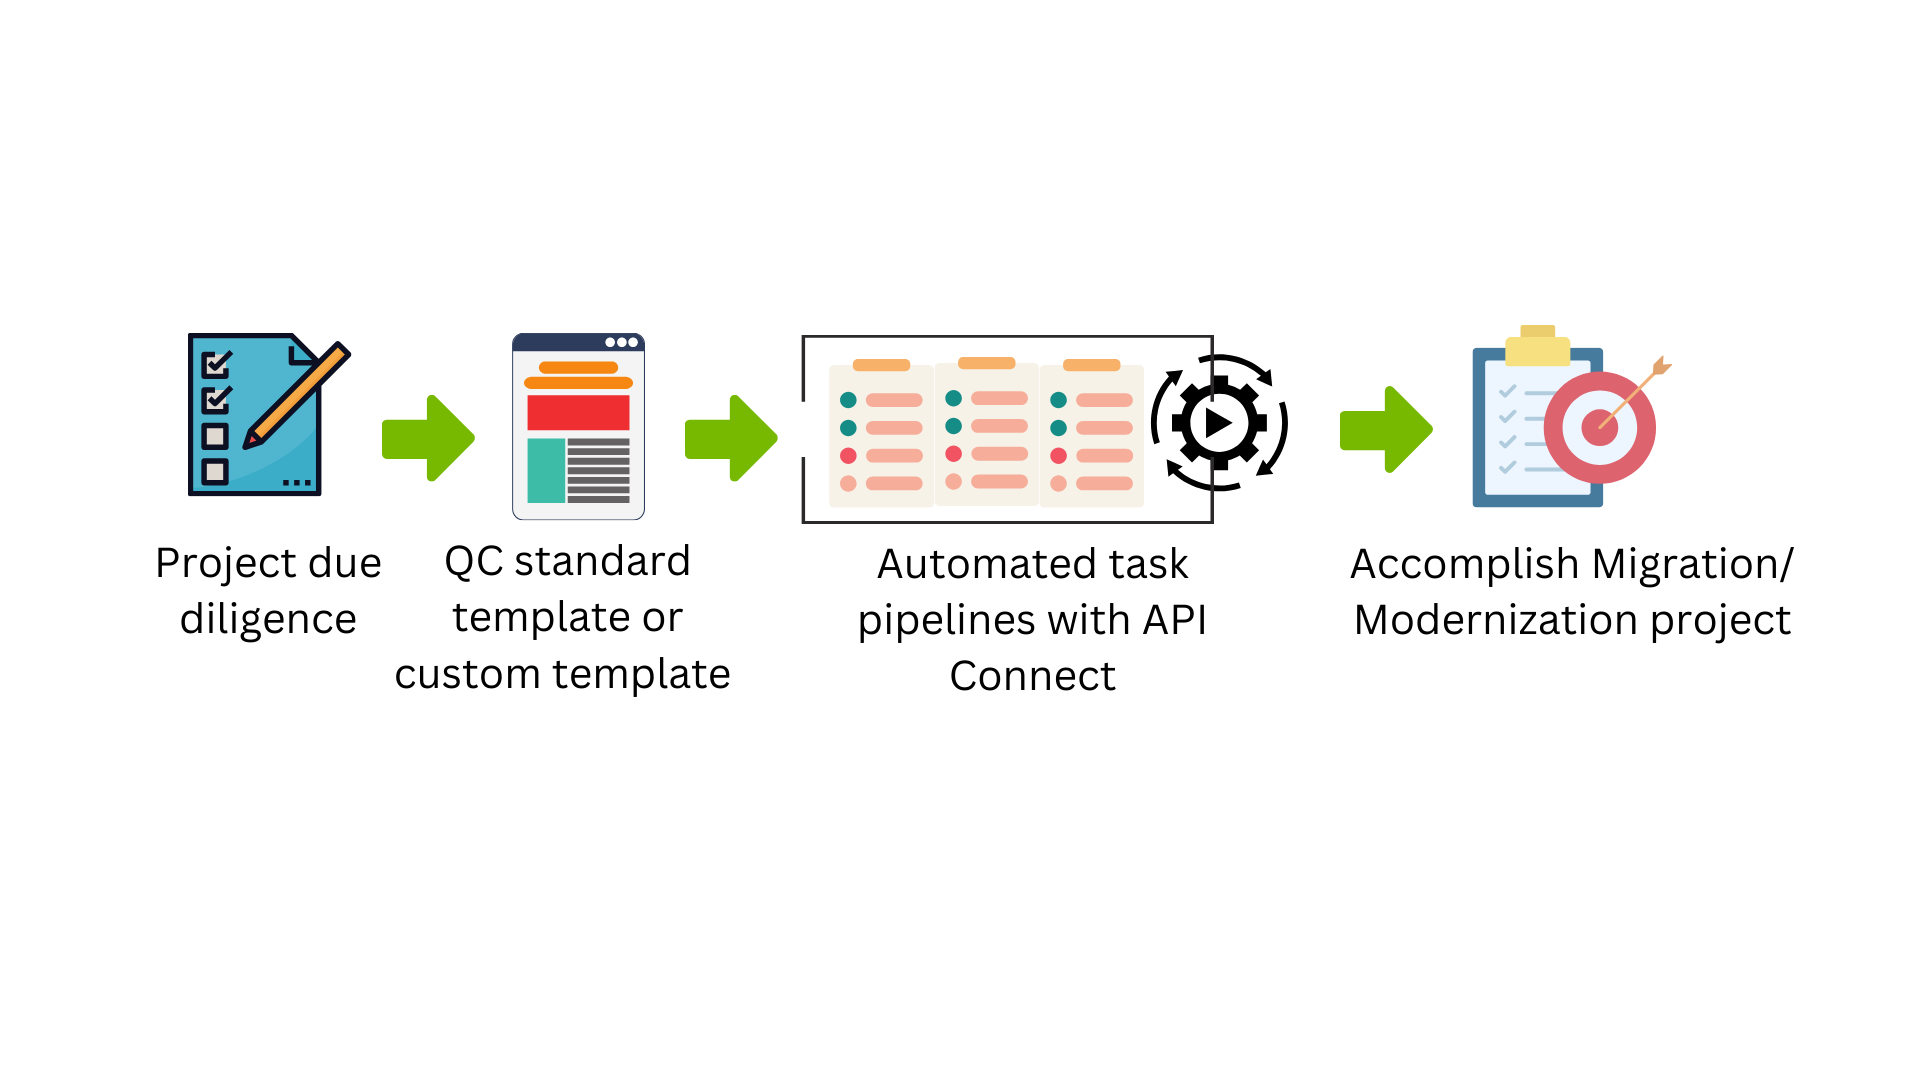 Project due
diligence
QC standard
template or
custom template
Automated task
pipelines with API
Connect
Accomplish Migration/
Modernization project